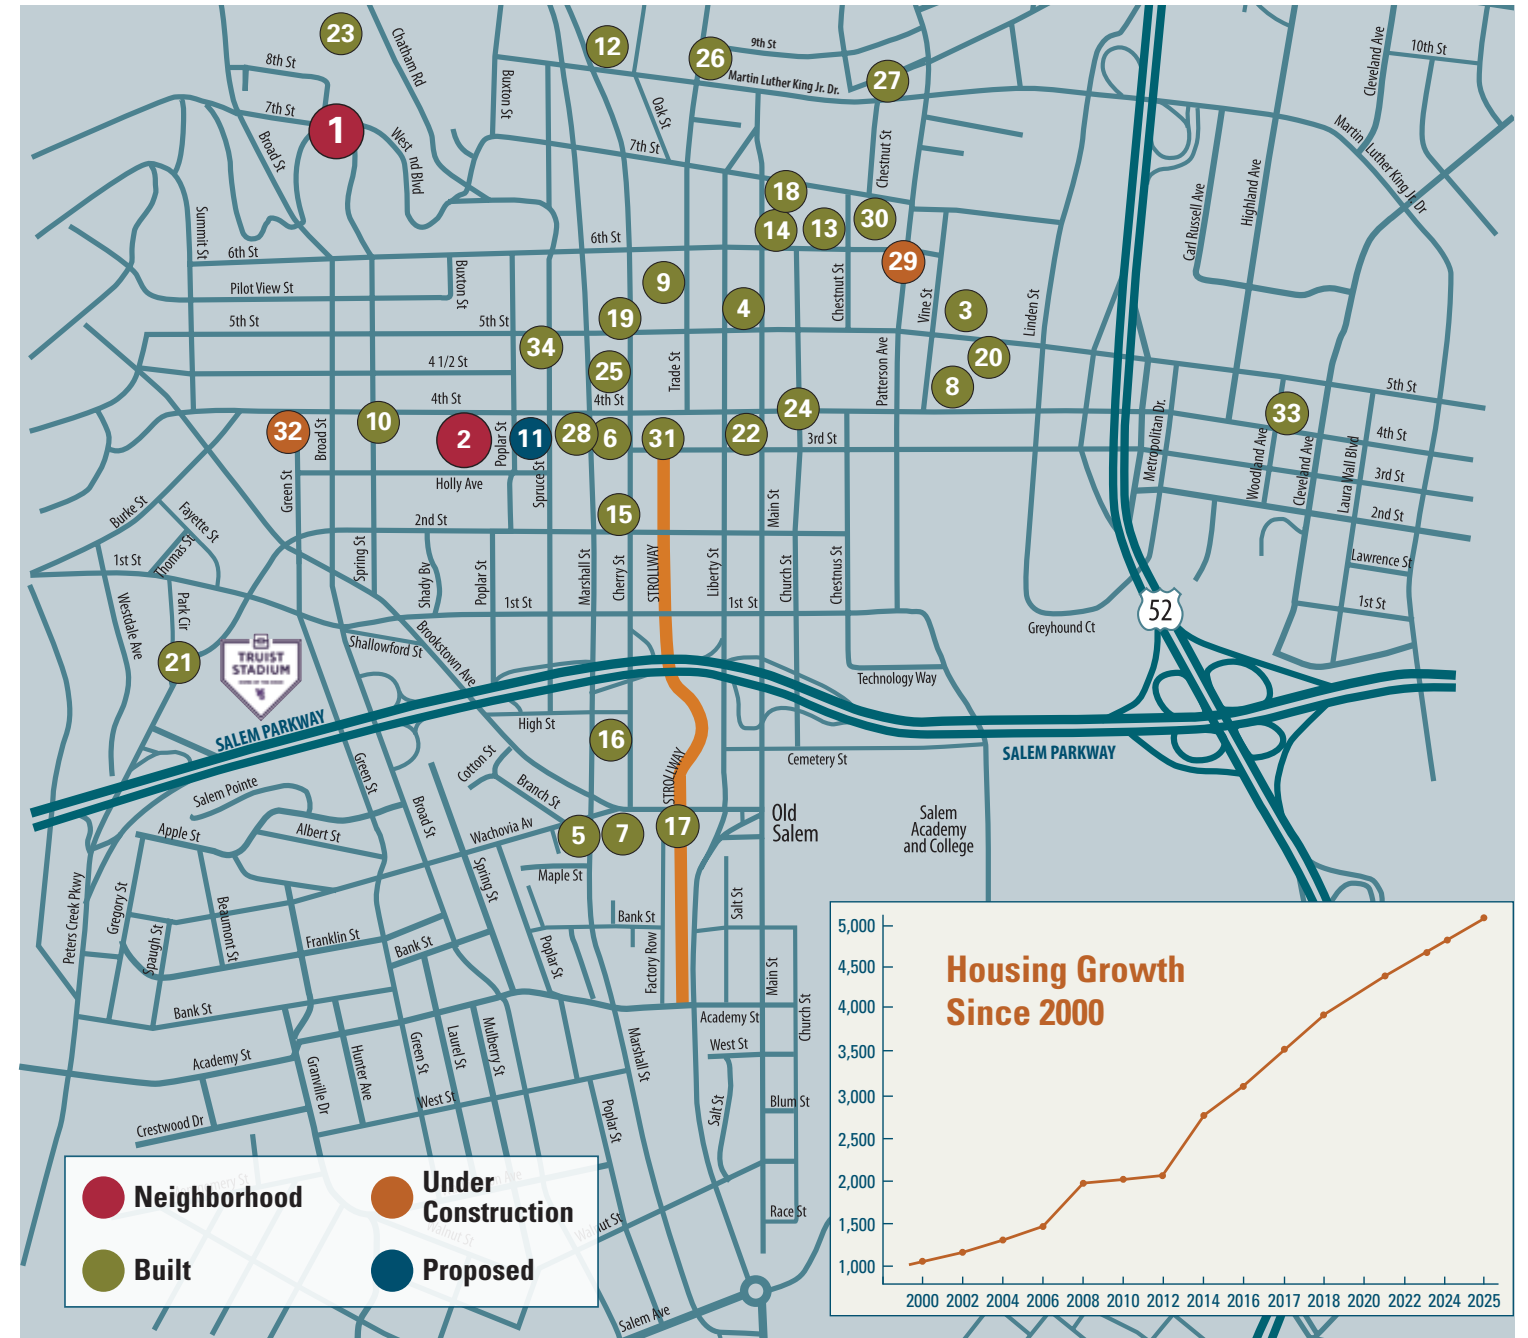 23
12
26
9th St
27
Cleveland Ave
10th St
8th St
Chatham Rd
Buxton St
Martin Luther King Jr. Dr.
7th St
1
Broad St
West nd Blvd
Oak St
7th St
Chestnut St
Martin Luther King Jr. Dr
Highland Ave
Carl Russell Ave
18
14
13
30
Summit St
6th St
6th St
29
Buxton St
Pilot View St
9
4
Chestnut St
Vine St
3
Linden St
5th St
5th St
19
34
20
4 1/2 St
25
Trade St
Patterson Ave
8
5th St
4th St
4th St
24
33
32
Broad St
10
2
Poplar St
11
28
6
31
22
3rd St
Metropolitan Dr.
Woodland Ave
Cleveland Ave
Laura Wall Blvd
4th St
3rd St
2nd St
Green St
Holly Ave
Spruce St
15
Main St
Burke St
Fayette St
2nd St
1st St
Thomas St
Spring St
Shady Bv
Poplar St
Marshall St
Cherry St
STROLLWAY
Liberty St
Church St
Chestnus St
Lawrence St
1st St
1st St
1st St
52
Westdale Ave
Park Cir
Greyhound Ct
Shallowford St
Brookstown Ave
21
TRUIST
STADIUM
Technology Way
SALEM PARKWAY
High St
16
Cemetery St
SALEM PARKWAY
Green St
Cotton St
Branch St
STROLLWAY
Salem Pointe
Broad St
Apple St
Albert St
Wachovia Av
5
7
17
Old
Salem
Salem
Academy
and College
Maple St
Spring St
Peters Creek Pkwy
Gregory St
Beaumont St
Spaugh St
Franklin St
Bank St
Bank St
Salt St
Poplar St
Factory Row
Main St
Church St
Bank St
Academy St
Academy St
West St
Granville Dr
Hunter Ave
Green St
Laurel St
Mulberry St
Marshall St
West St
Poplar St
Salt St
Blum St
Crestwood Dr
Race St
Walnut St
Walnut St
Salem Ave
Neighborhood
Under
Construction
Built
Proposed
Housing Growth
Since 2000
5,000
4,500
4,000
3,500
3,000
2,500
2,000
1,500
1,000
2000 2002 2004 2006 2008 2010 2012 2014 2016 2017 2018 2020 2022 2024 2025